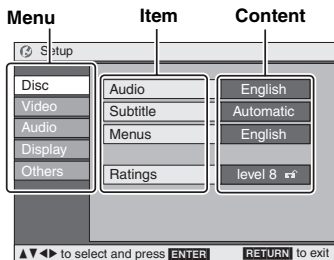 Menu Item Content
Setup
Disc Audio English
Video Subtitle Automatic
Audio Menus English
Display
Others Ratings level 8
▲▼◀▶ to select and press ENTER RETURN to exit